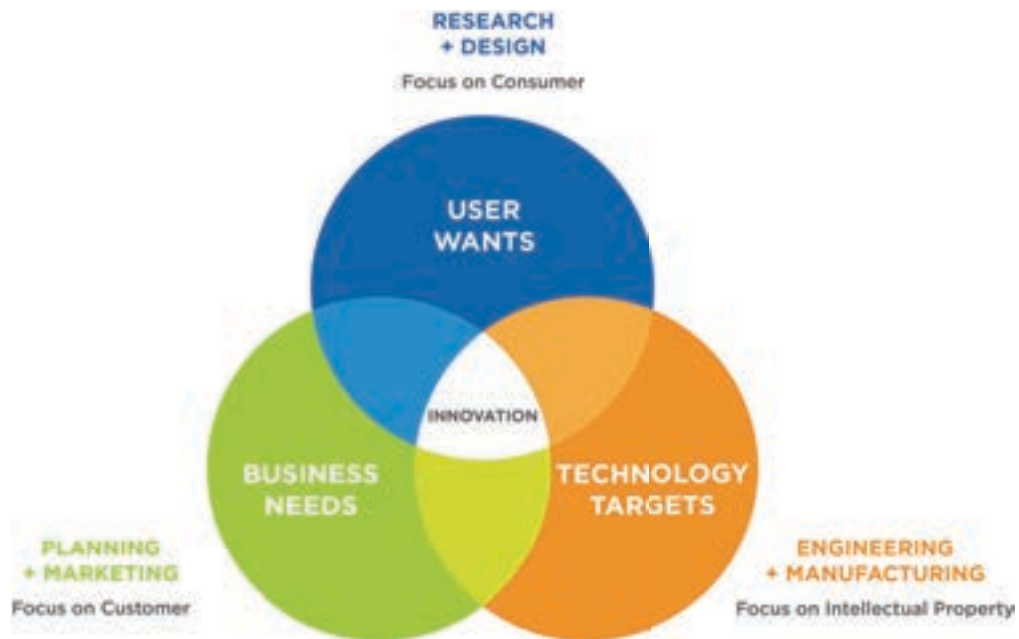 RESEARCH
+ DESIGN
Focus on Consumer
USER
WANTS
INNOVATION
BUSINESS
NEEDS
TECHNOLOGY
TARGETS
PLANNING
+ MARKETING
Focus on Customer
ENGINEERING
+ MANUFACTURING
Focus on Intellectual Property